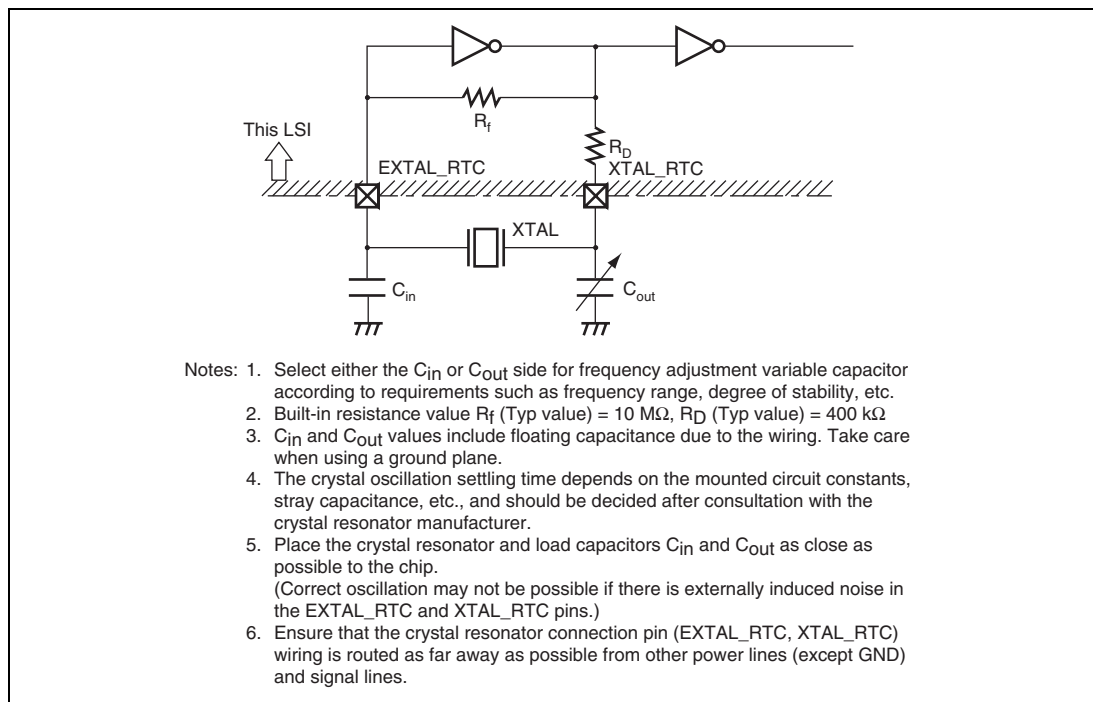 This LSI
Rf
RD
EXTAL_RTC
XTAL_RTC
XTAL
Cin
Cout
Notes: 1. Select either the Cin or Cout side for frequency adjustment variable capacitor
according to requirements such as frequency range, degree of stability, etc.
2. Built-in resistance value Rf (Typ value) = 10 MΩ, RD (Typ value) = 400 kΩ
3. Cin and Cout values include floating capacitance due to the wiring. Take care
when using a ground plane.
4. The crystal oscillation settling time depends on the mounted circuit constants,
stray capacitance, etc., and should be decided after consultation with the
crystal resonator manufacturer.
5. Place the crystal resonator and load capacitors Cin and Cout as close as
possible to the chip.
(Correct oscillation may not be possible if there is externally induced noise in
the EXTAL_RTC and XTAL_RTC pins.)
6. Ensure that the crystal resonator connection pin (EXTAL_RTC, XTAL_RTC)
wiring is routed as far away as possible from other power lines (except GND)
and signal lines.